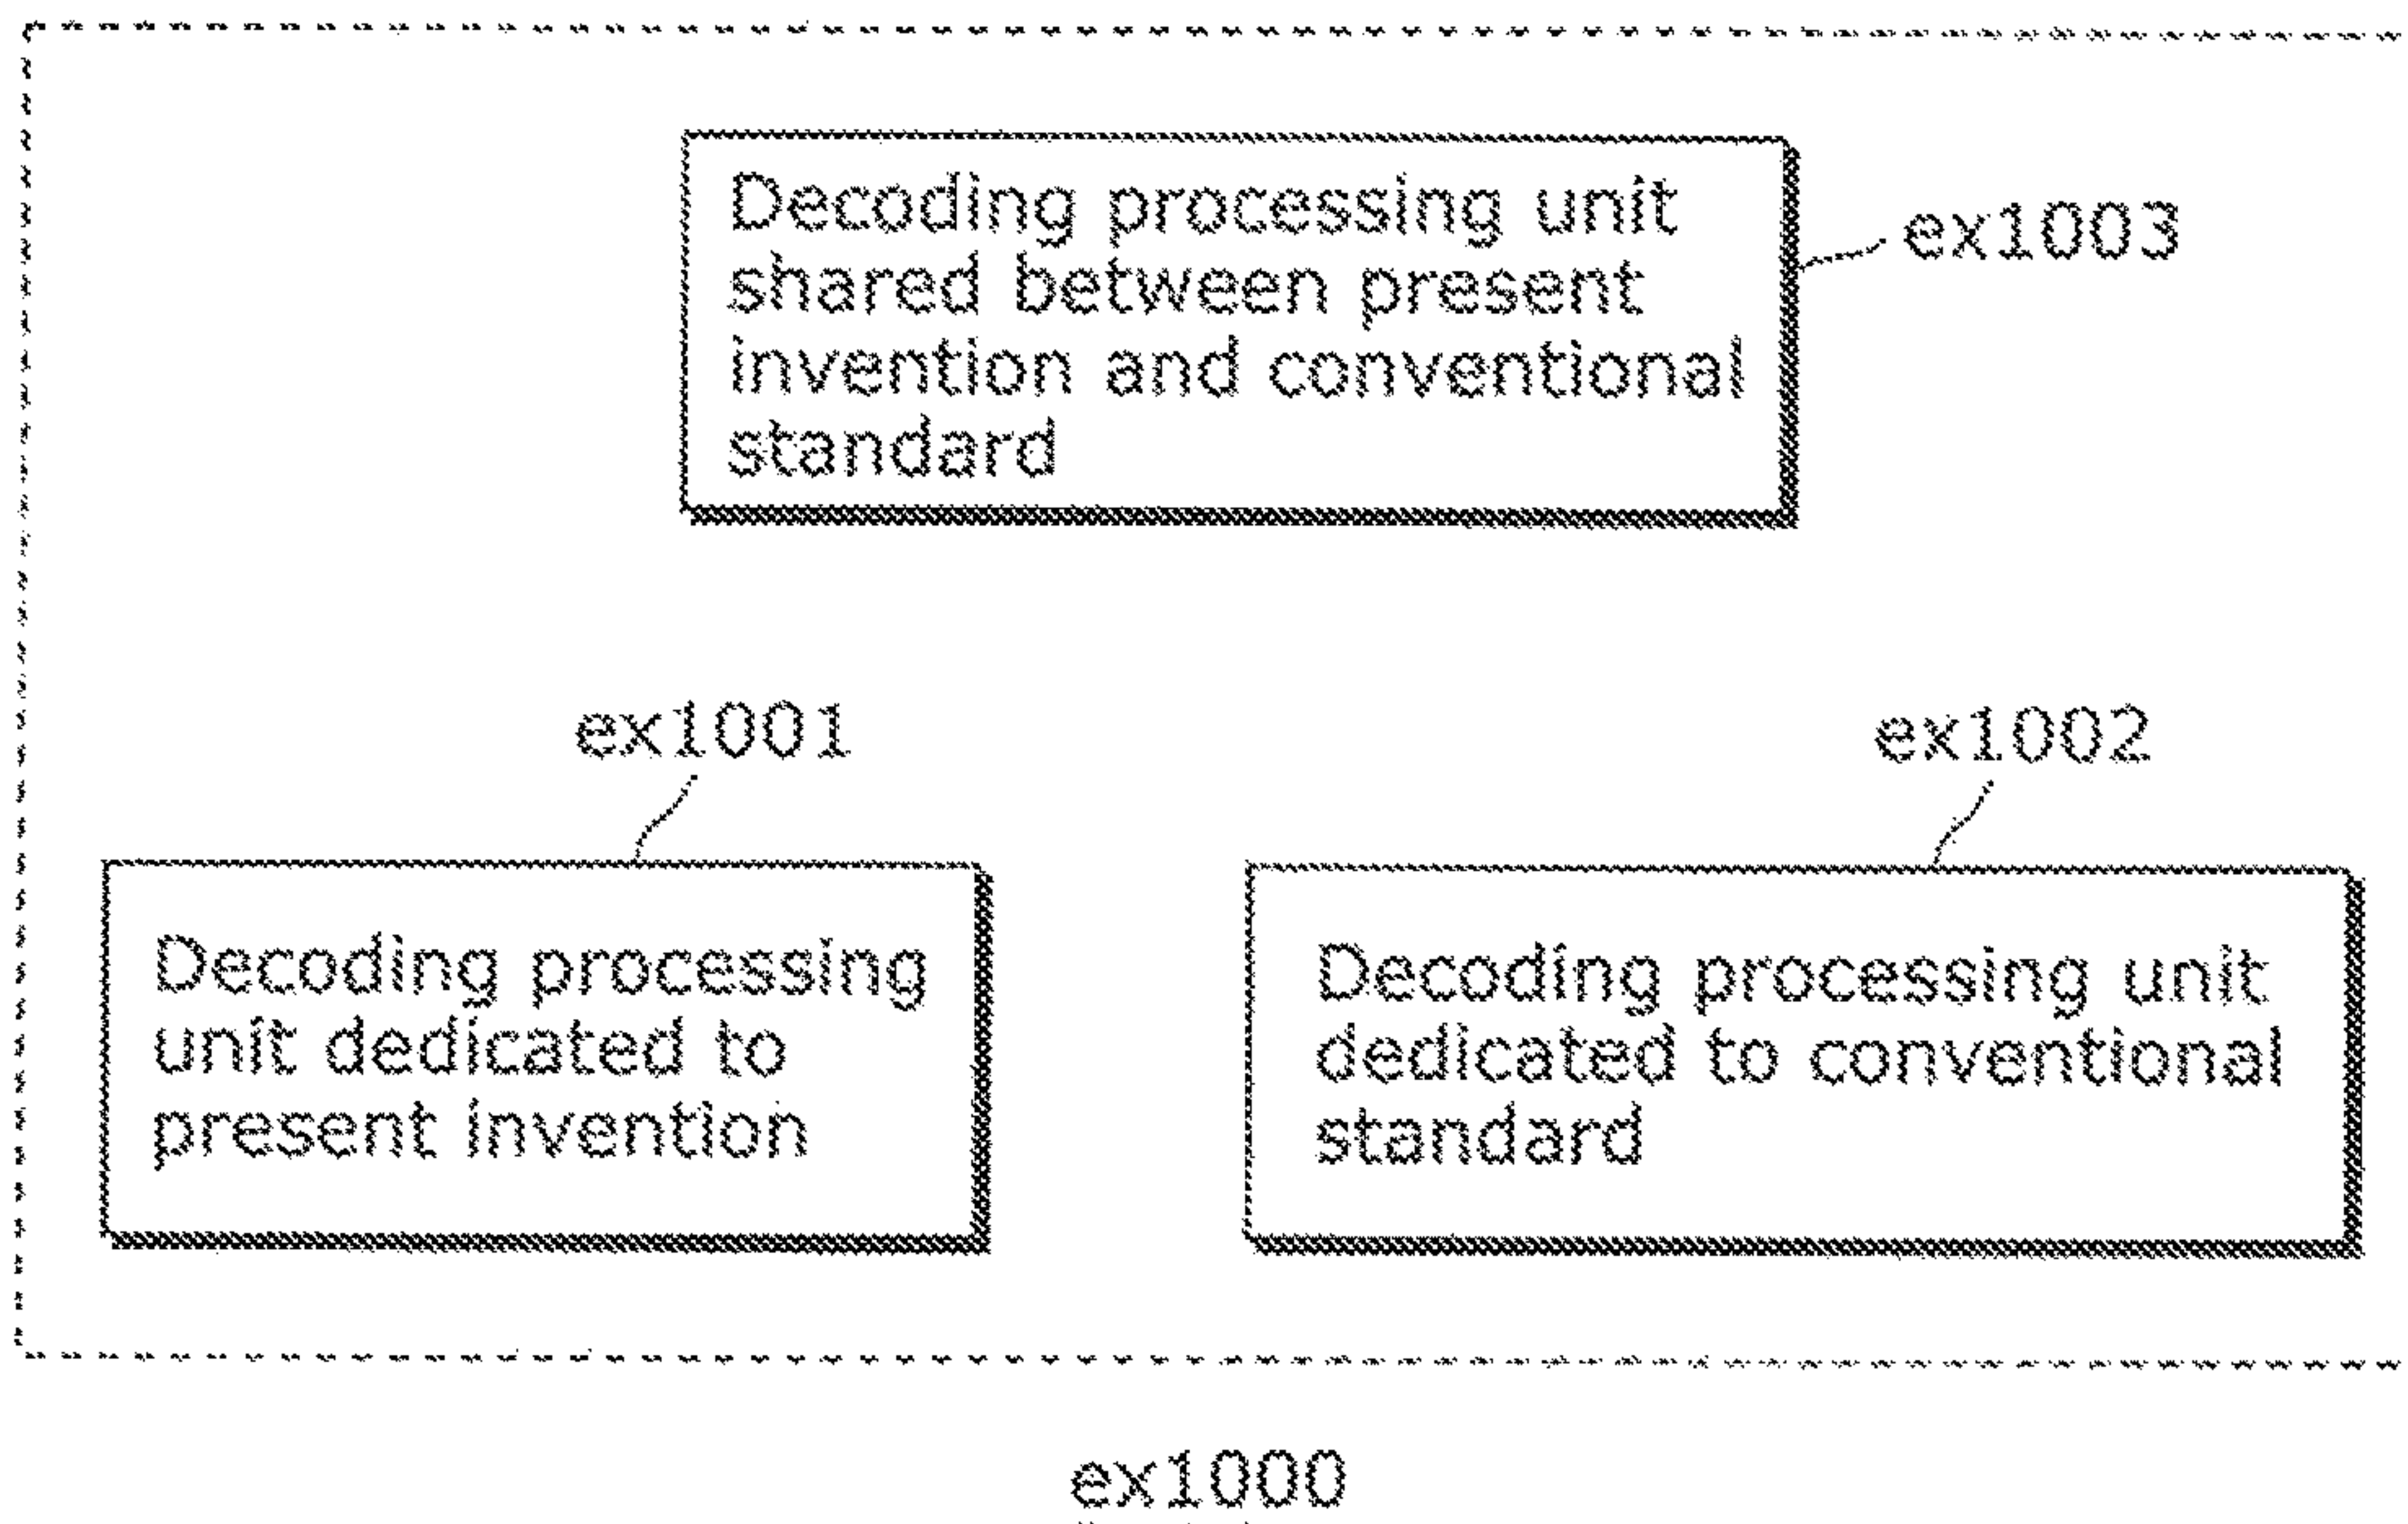 Decoding processing unit
shared between present
invention and conventional
standard
ex1003
ex1001
ex1002
Decoding processing
unit dedicated to
present invention
Decoding processing unit
dedicated to conventional
standard
ex1000